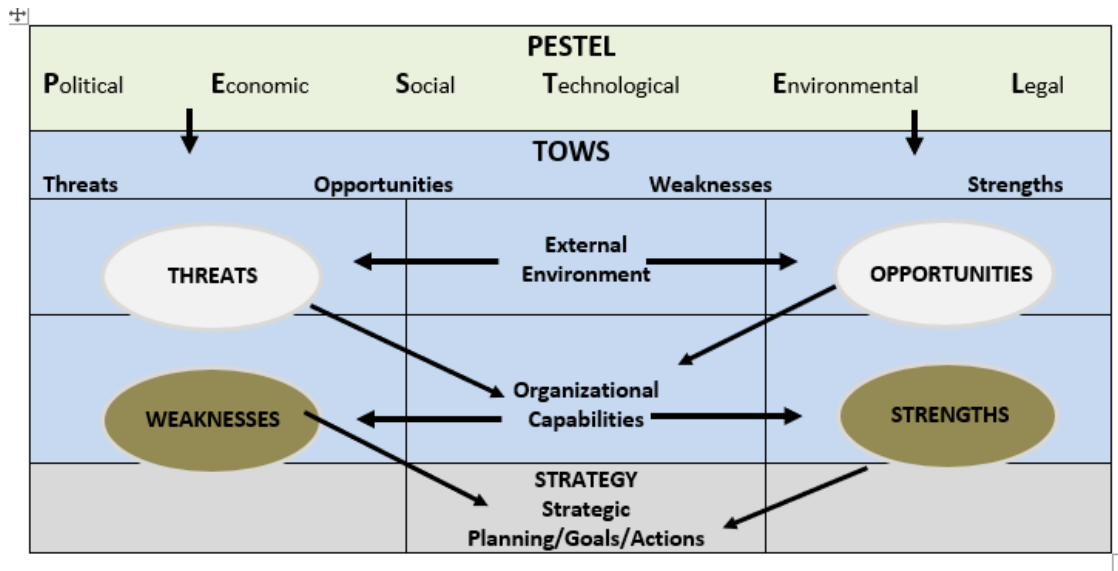 PESTEL
Political Economic Social Technological Environmental Legal
TOWS
Threats Opportunities Weaknesses Strengths
External
Environment
THREATS
OPPORTUNITIES
Organizational
Capabilities
WEAKNESSES
STRENGTHS
STRATEGY
Strategic
Planning/Goals/Actions